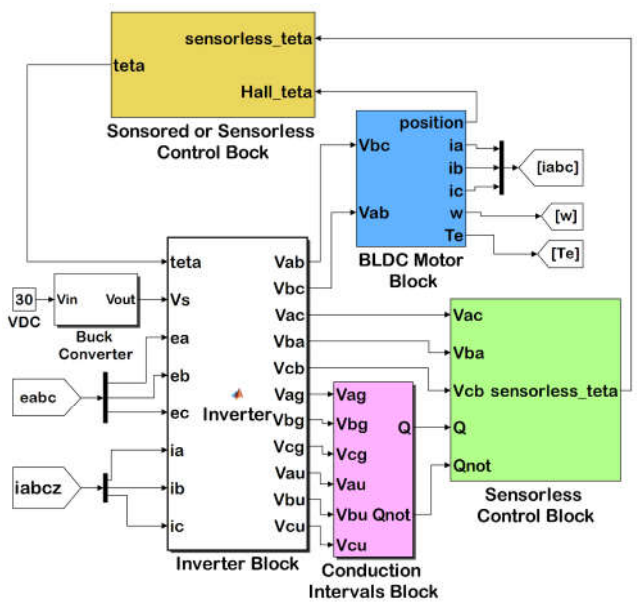 sensorless_teta
teta
Hall_teta
Sonsored or Sensorless
Control Bock
position
Vbc
ia
ib
ic
[iabc]
Vab
w
[w]
Te
[Te]
BLDC Motor
Block
teta
Vab
Vbc
30
VDC
Vin
Vout
Buck
Converter
Vs
Vac
Vba
Vcb
ea
eb
ec
eabc
Inverter
Vag
Vbg
Vcg
Vau
Vbu
Vcu
ia
ib
ic
iabcz
Inverter Block
Vag
Vbg
Vcg
Vau
Vbu
Vcu
Q
Qnot
Conduction
Intervals Block
Vac
Vba
Vcb
sensorless_teta
Q
Qnot
Sensorless
Control Block